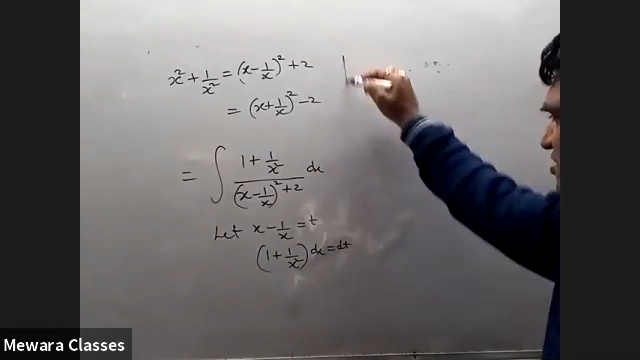 x² + 1/x² = (x - 1/x)² + 2
= (x + 1/x)² - 2
= ∫ (1 + 1/x²) / ((x - 1/x)² + 2) dx
Let x - 1/x = t
(1 + 1/x²) dx = dt
Mewara Classes